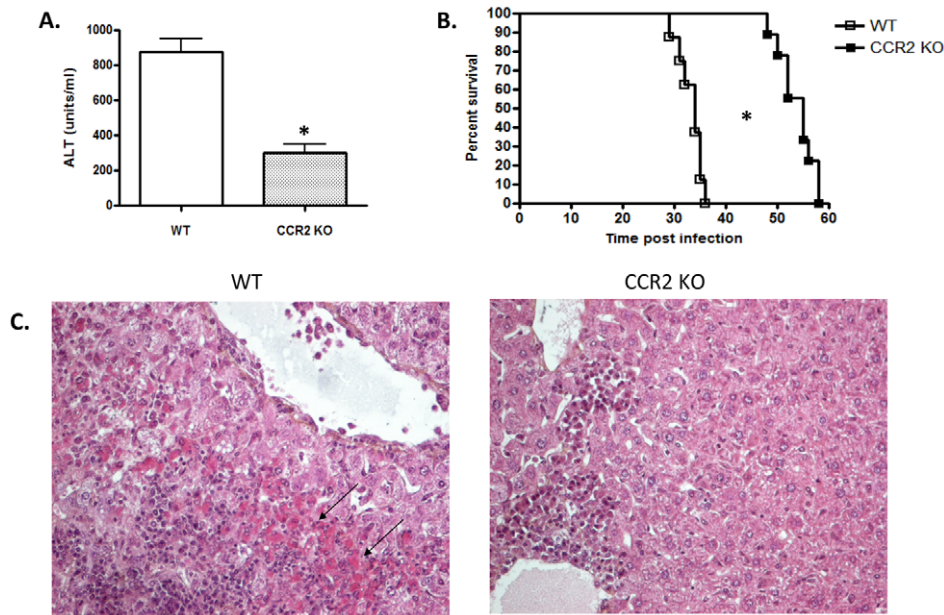 A.
1000
800
600
400
200
0
ALT (units/ml)
*
WT
CCR2 KO
B.
100
90
80
70
60
50
40
30
20
10
0
Percent survival
*
0 10 20 30 40 50 60
Time post infection
WT
CCR2 KO
C.
WT
CCR2 KO